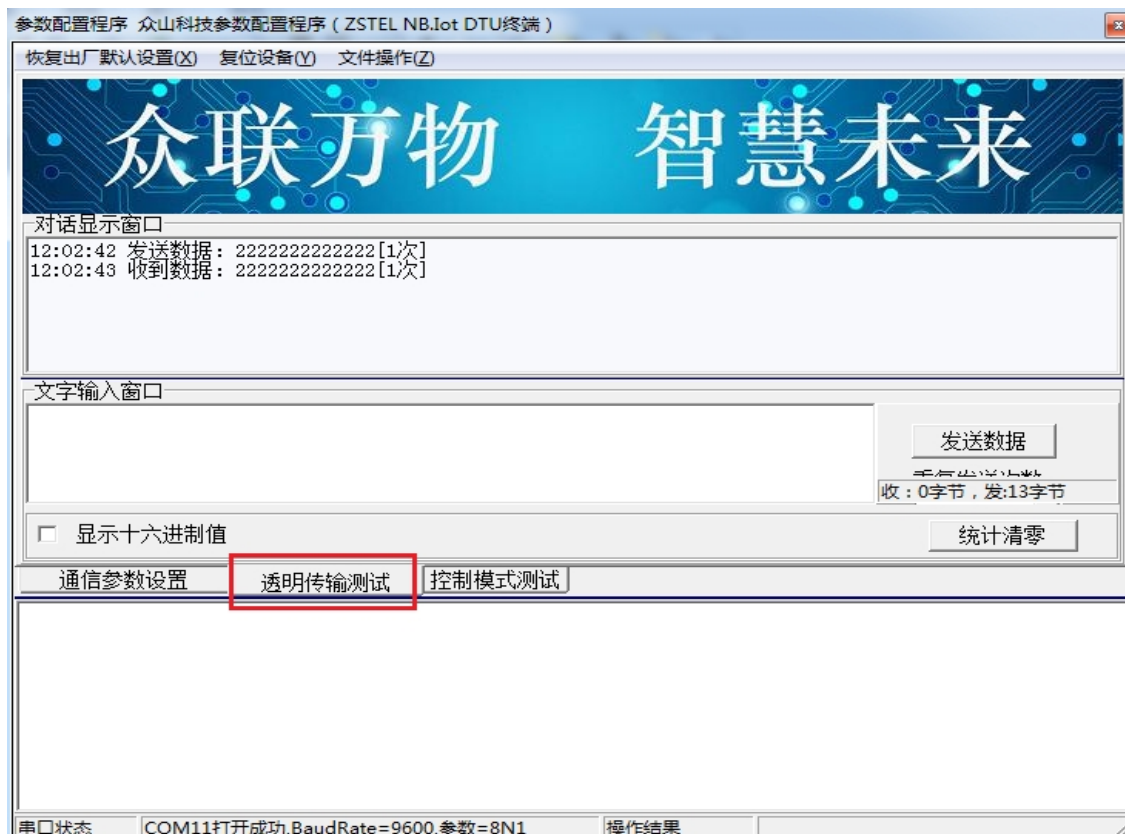 参数配置程序 众山科技参数配置程序(ZSTEL NB.Iot DTU终端)
恢复出厂默认设置(X) 复位设备(Y) 文件操作(Z)
众联万物 智慧未来
对话显示窗口
12:02:42 发送数据: 2222222222222[1次]
12:02:43 收到数据: 2222222222222[1次]
文字输入窗口
发送数据
收:0字节,发:13字节
显示十六进制值
统计清零
通信参数设置 透明传输测试 控制模式测试
串口状态 COM11打开成功,BaudRate=9600,参数=8N1 操作结果